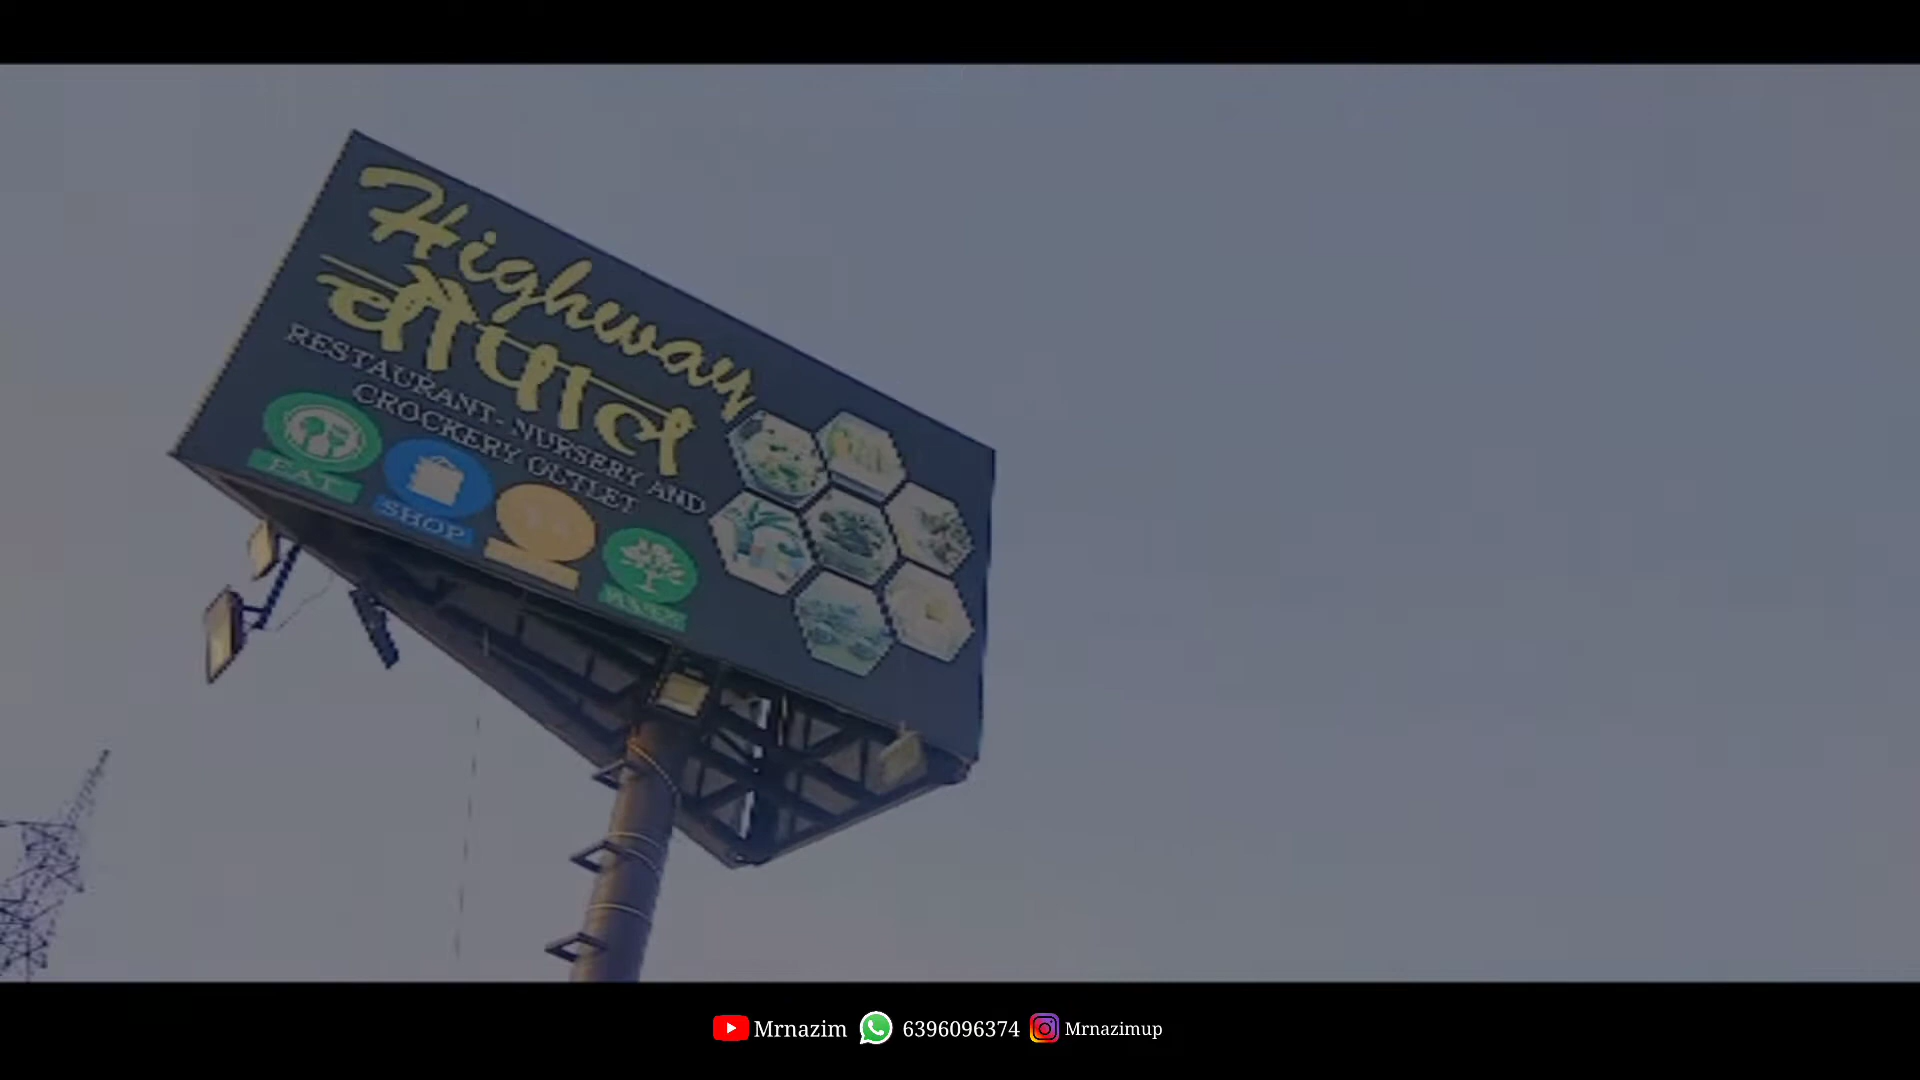 Highway
चौपाल
RESTAURANT- NURSERY AND
CROCKERY OUTLET
EAT
SHOP
Mrnazim 6396096374 Mrnazimup